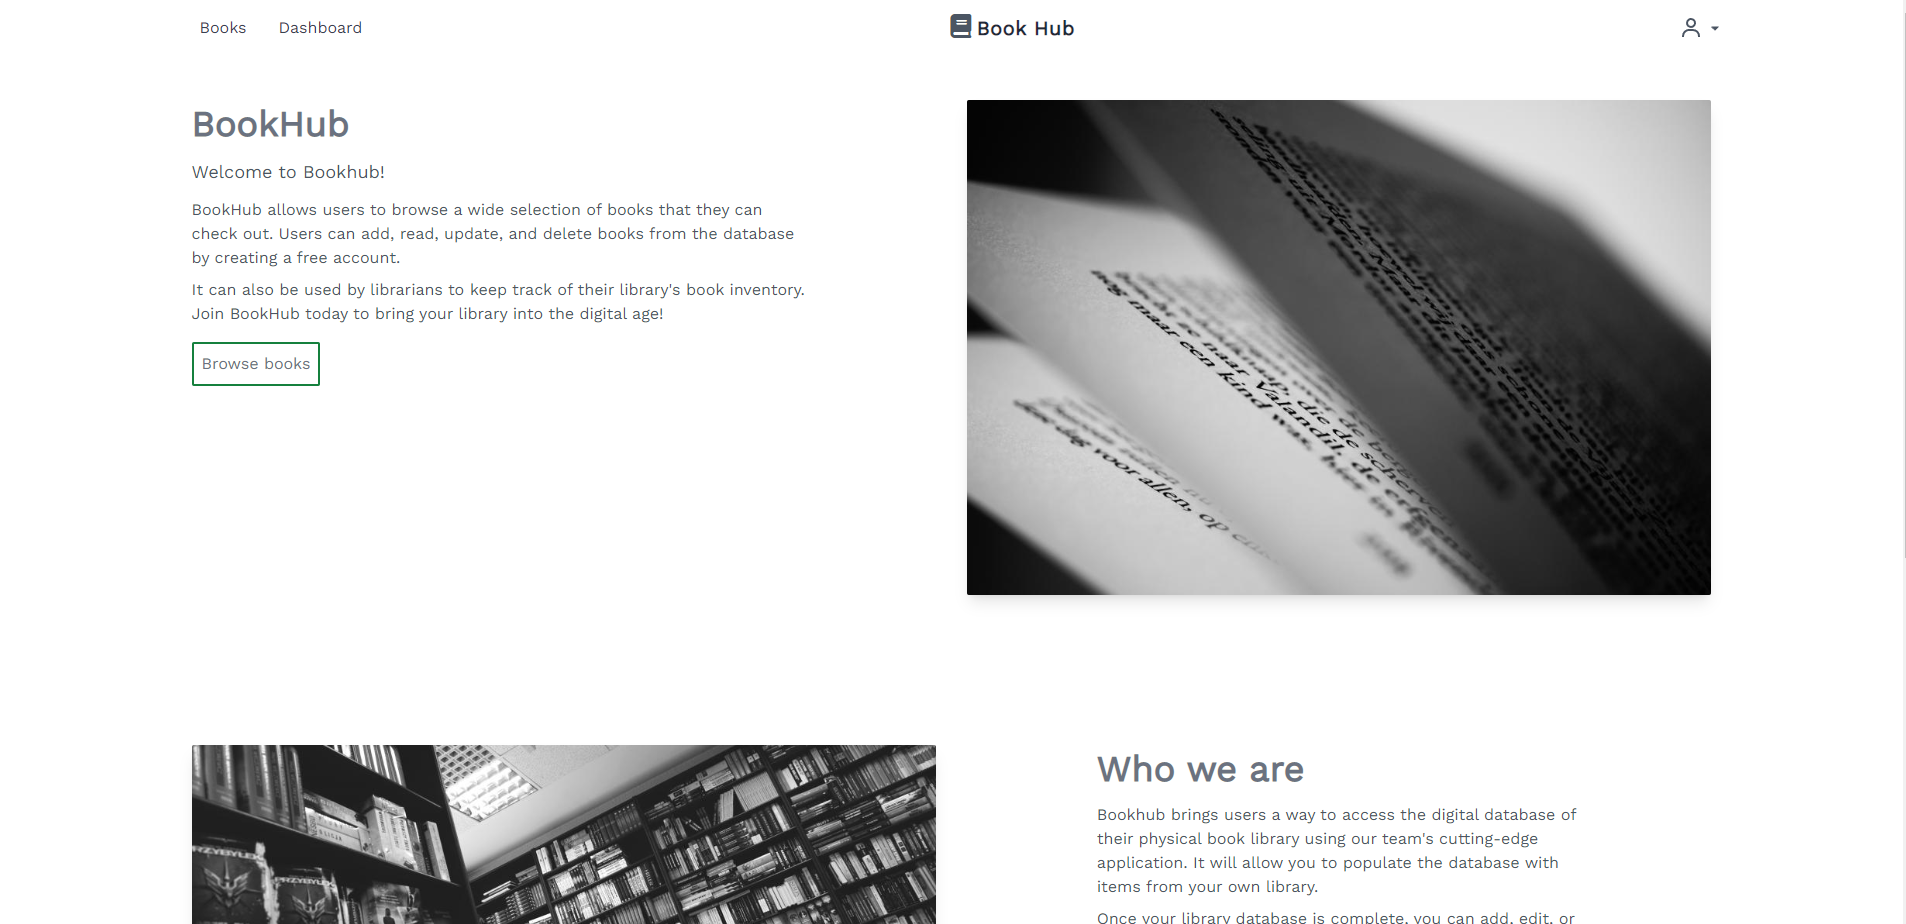 Books Dashboard Book Hub
BookHub
Welcome to Bookhub!
BookHub allows users to browse a wide selection of books that they can
check out. Users can add, read, update, and delete books from the database
by creating a free account.
It can also be used by librarians to keep track of their library's book inventory.
Join BookHub today to bring your library into the digital age!
Browse books
naar een kind was, hier in
Valandil, de
voor allen, op
Who we are
Bookhub brings users a way to access the digital database of
their physical book library using our team's cutting-edge
application. It will allow you to populate the database with
items from your own library.
Once your library database is complete, you can add, edit, or